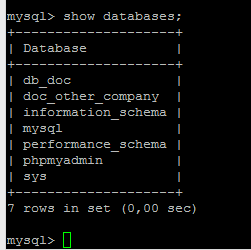 mysql> show databases;
+--------------------+
| Database           |
+--------------------+
| db_doc             |
| doc_other_company  |
| information_schema |
| mysql              |
| performance_schema |
| phpmyadmin         |
| sys                |
+--------------------+
7 rows in set (0,00 sec)
mysql>